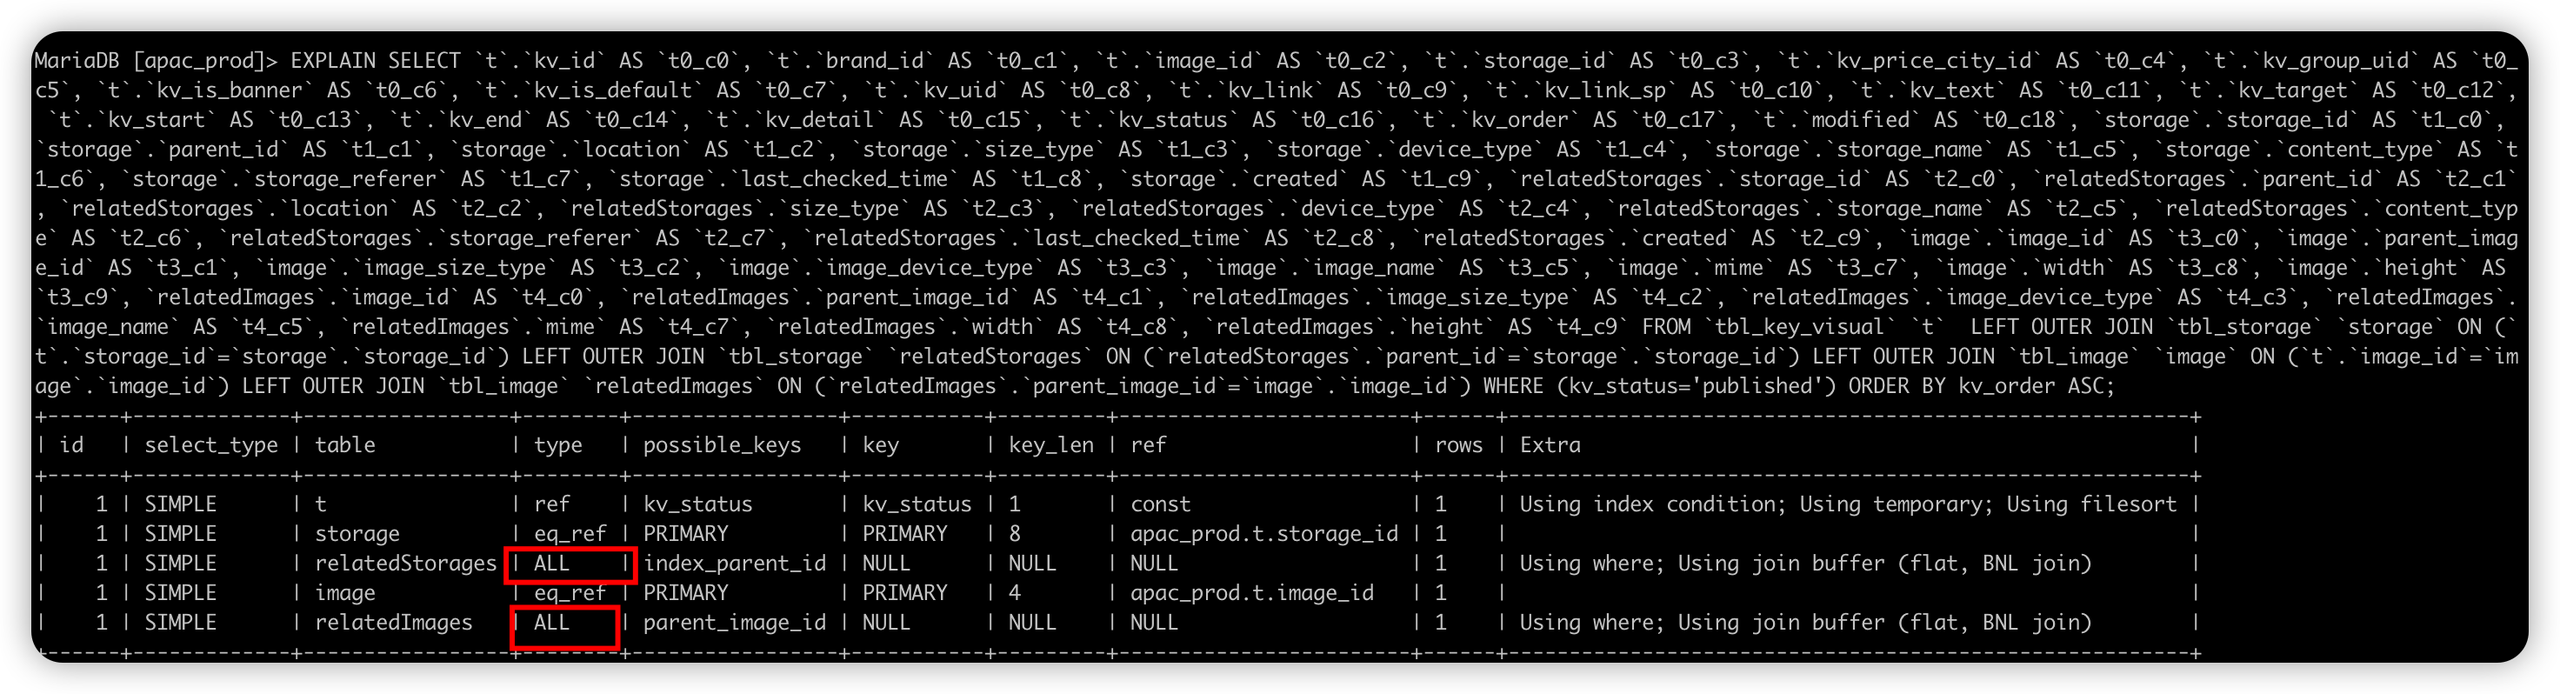 MariaDB [apac_prod]> EXPLAIN SELECT `t`.`kv_id` AS `t0_c0`, `t`.`brand_id` AS `t0_c1`, `t`.`image_id` AS `t0_c2`, `t`.`storage_id` AS `t0_c3`, `t`.`kv_price_city_id` AS `t0_c4`, `t`.`kv_group_uid` AS `t0_
c5`, `t`.`kv_is_banner` AS `t0_c6`, `t`.`kv_is_default` AS `t0_c7`, `t`.`kv_uid` AS `t0_c8`, `t`.`kv_link` AS `t0_c9`, `t`.`kv_link_sp` AS `t0_c10`, `t`.`kv_text` AS `t0_c11`, `t`.`kv_target` AS `t0_c12`,
 `t`.`kv_start` AS `t0_c13`, `t`.`kv_end` AS `t0_c14`, `t`.`kv_detail` AS `t0_c15`, `t`.`kv_status` AS `t0_c16`, `t`.`kv_order` AS `t0_c17`, `t`.`modified` AS `t0_c18`, `storage`.`storage_id` AS `t1_c0`,
`storage`.`parent_id` AS `t1_c1`, `storage`.`location` AS `t1_c2`, `storage`.`size_type` AS `t1_c3`, `storage`.`device_type` AS `t1_c4`, `storage`.`storage_name` AS `t1_c5`, `storage`.`content_type` AS `t
1_c6`, `storage`.`storage_referer` AS `t1_c7`, `storage`.`last_checked_time` AS `t1_c8`, `storage`.`created` AS `t1_c9`, `relatedStorages`.`storage_id` AS `t2_c0`, `relatedStorages`.`parent_id` AS `t2_c1`
, `relatedStorages`.`location` AS `t2_c2`, `relatedStorages`.`size_type` AS `t2_c3`, `relatedStorages`.`device_type` AS `t2_c4`, `relatedStorages`.`storage_name` AS `t2_c5`, `relatedStorages`.`content_typ
e` AS `t2_c6`, `relatedStorages`.`storage_referer` AS `t2_c7`, `relatedStorages`.`last_checked_time` AS `t2_c8`, `relatedStorages`.`created` AS `t2_c9`, `image`.`image_id` AS `t3_c0`, `image`.`parent_imag
e_id` AS `t3_c1`, `image`.`image_size_type` AS `t3_c2`, `image`.`image_device_type` AS `t3_c3`, `image`.`image_name` AS `t3_c5`, `image`.`mime` AS `t3_c7`, `image`.`width` AS `t3_c8`, `image`.`height` AS
`t3_c9`, `relatedImages`.`image_id` AS `t4_c0`, `relatedImages`.`parent_image_id` AS `t4_c1`, `relatedImages`.`image_size_type` AS `t4_c2`, `relatedImages`.`image_device_type` AS `t4_c3`, `relatedImages`.
`image_name` AS `t4_c5`, `relatedImages`.`mime` AS `t4_c7`, `relatedImages`.`width` AS `t4_c8`, `relatedImages`.`height` AS `t4_c9` FROM `tbl_key_visual` `t`  LEFT OUTER JOIN `tbl_storage` `storage` ON (`
t`.`storage_id`=`storage`.`storage_id`) LEFT OUTER JOIN `tbl_storage` `relatedStorages` ON (`relatedStorages`.`parent_id`=`storage`.`storage_id`) LEFT OUTER JOIN `tbl_image` `image` ON (`t`.`image_id`=`im
age`.`image_id`) LEFT OUTER JOIN `tbl_image` `relatedImages` ON (`relatedImages`.`parent_image_id`=`image`.`image_id`) WHERE (kv_status='published') ORDER BY kv_order ASC;
+------+-------------+-----------------+--------+-----------------+-----------+---------+------------------------+------+--------------------------------------------------------+
| id   | select_type | table           | type   | possible_keys   | key       | key_len | ref                    | rows | Extra                                                  |
+------+-------------+-----------------+--------+-----------------+-----------+---------+------------------------+------+--------------------------------------------------------+
|    1 | SIMPLE      | t               | ref    | kv_status       | kv_status | 1       | const                  | 1    | Using index condition; Using temporary; Using filesort |
|    1 | SIMPLE      | storage         | eq_ref | PRIMARY         | PRIMARY   | 8       | apac_prod.t.storage_id | 1    |                                                        |
|    1 | SIMPLE      | relatedStorages | ALL    | index_parent_id | NULL      | NULL    | NULL                   | 1    | Using where; Using join buffer (flat, BNL join)        |
|    1 | SIMPLE      | image           | eq_ref | PRIMARY         | PRIMARY   | 4       | apac_prod.t.image_id   | 1    |                                                        |
|    1 | SIMPLE      | relatedImages   | ALL    | parent_image_id | NULL      | NULL    | NULL                   | 1    | Using where; Using join buffer (flat, BNL join)        |
+------+-------------+-----------------+--------+-----------------+-----------+---------+------------------------+------+--------------------------------------------------------+